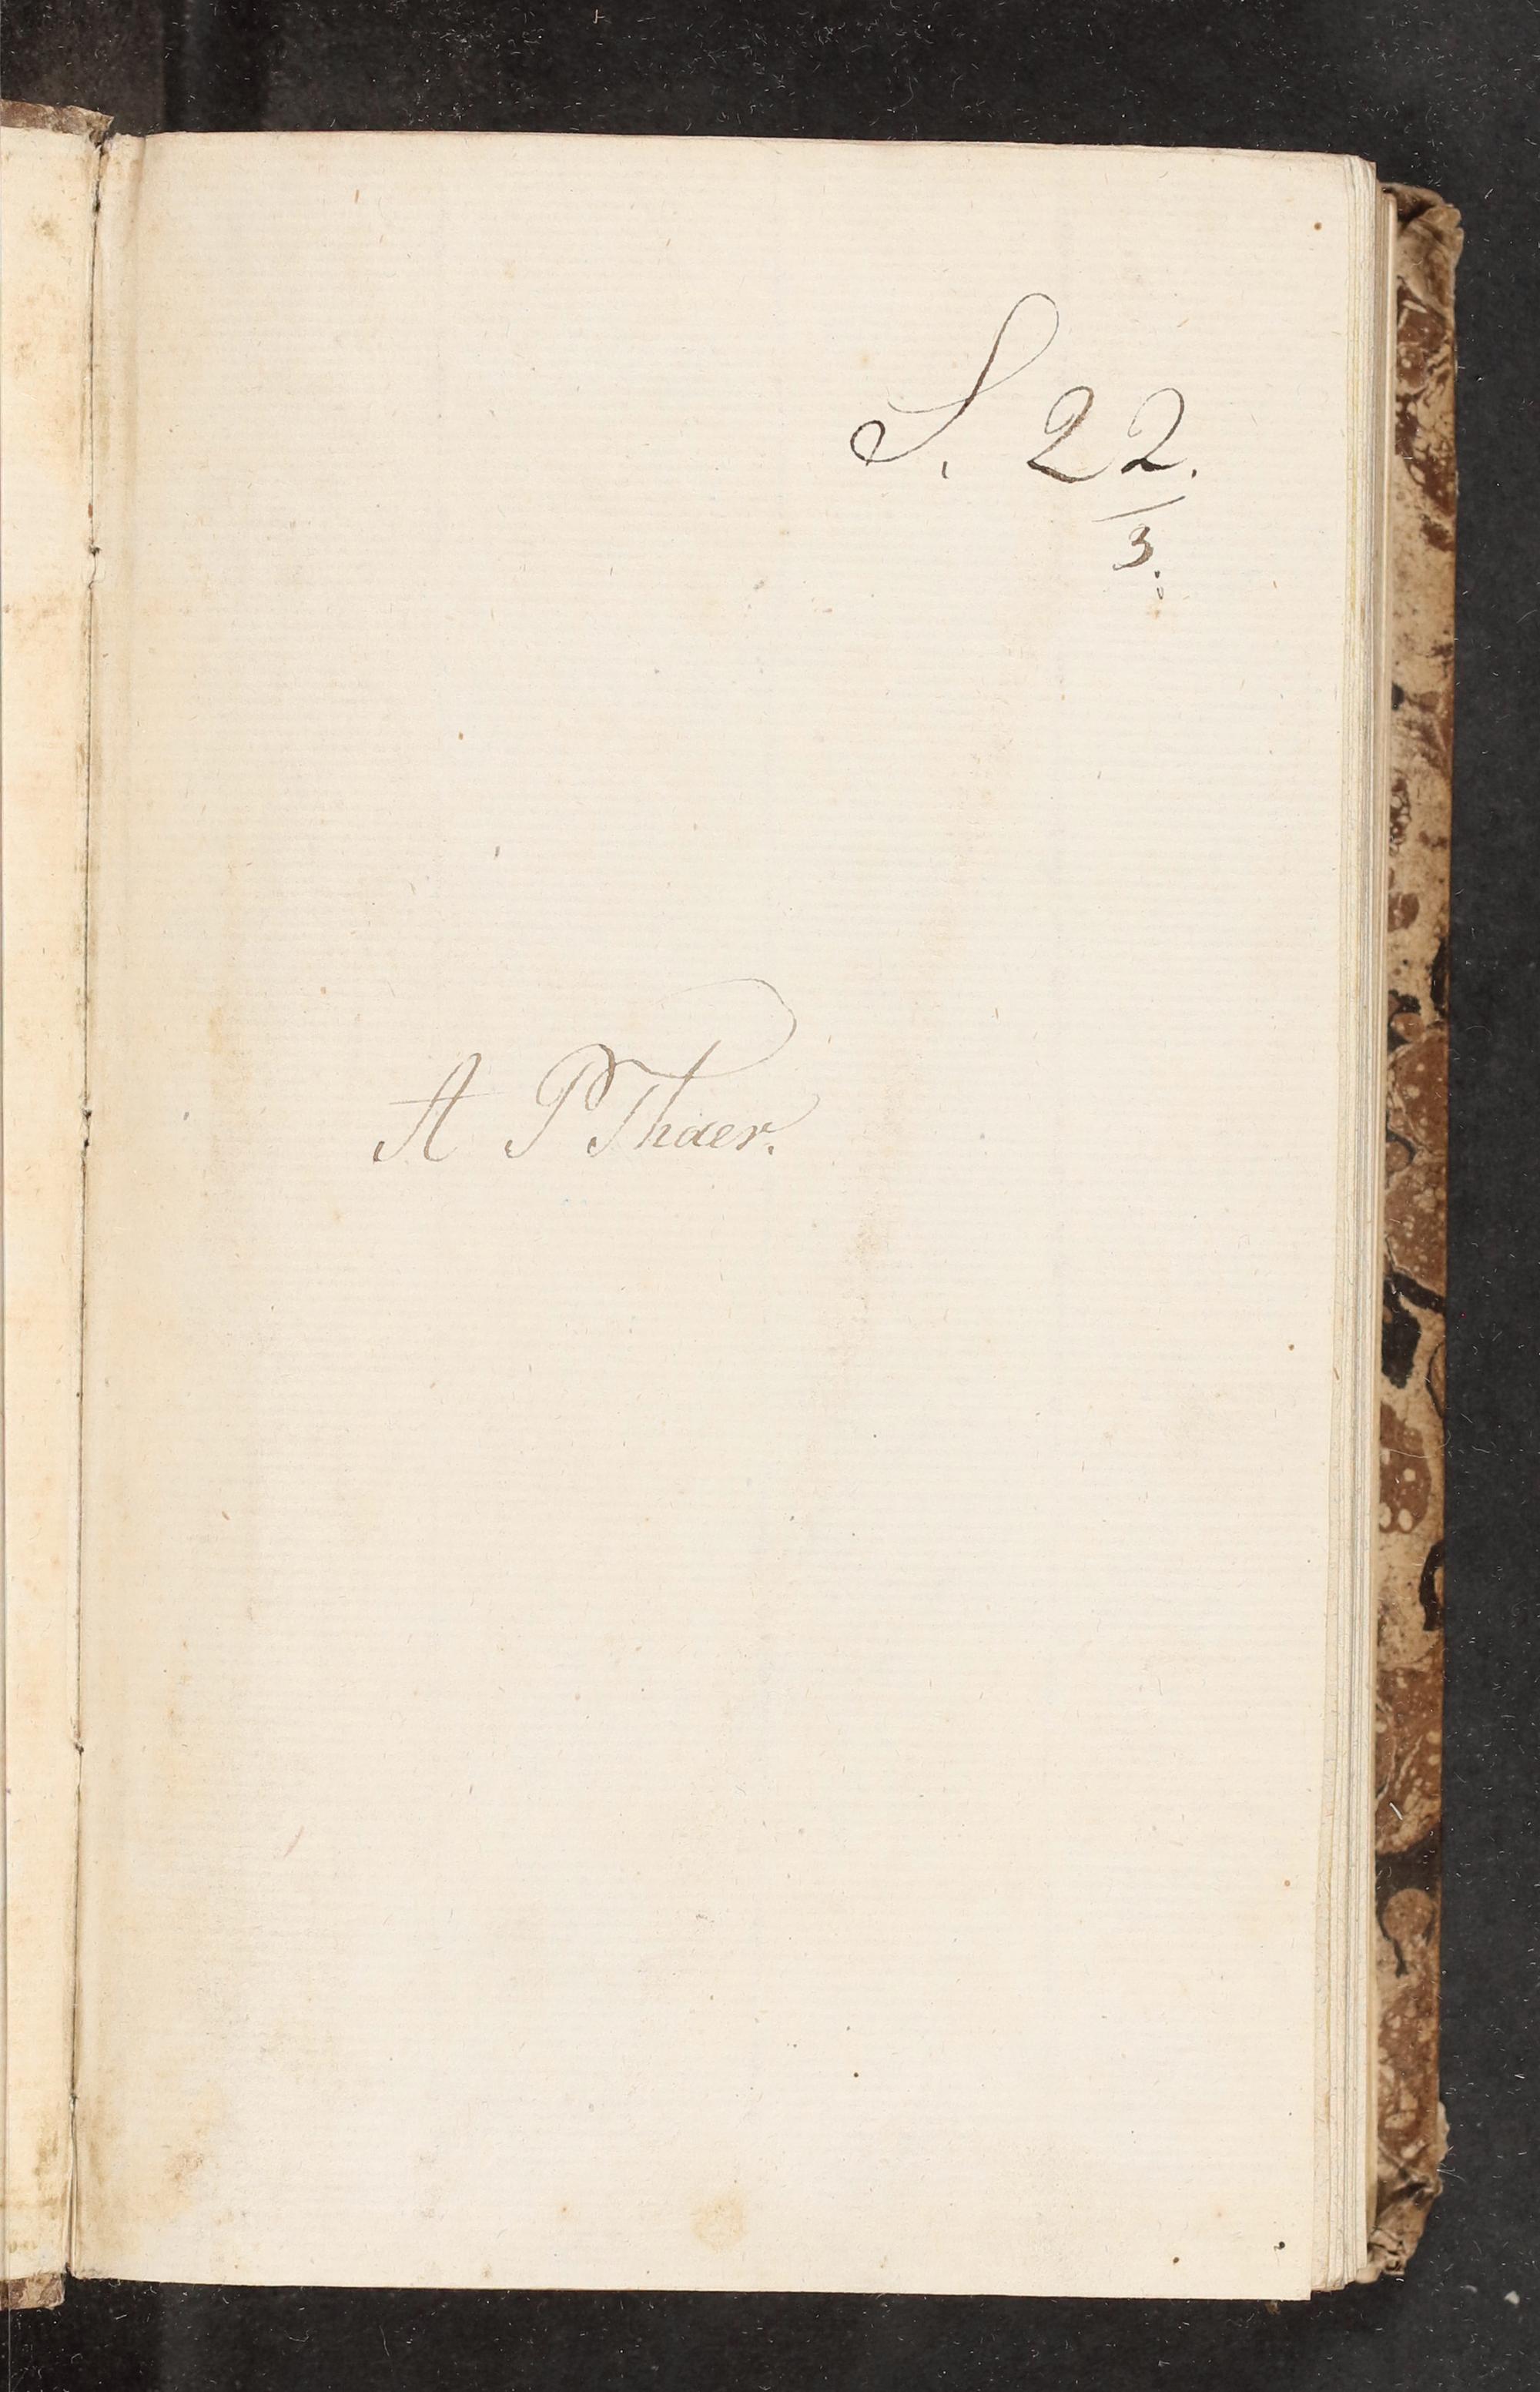 S. 22.
3.
A P Thaer.